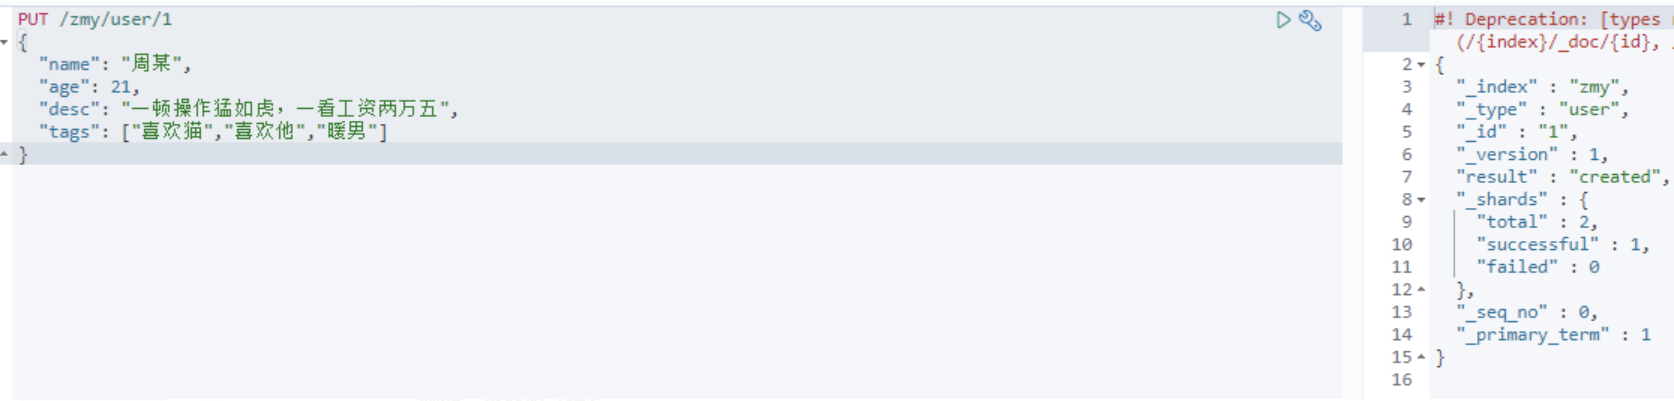 PUT /zmy/user/1
{
"name": "周某",
"age": 21,
"desc": "一顿操作猛如虎，一看工资两万五",
"tags": ["喜欢猫","喜欢他","暖男"]
}
1 #! Deprecation: [types
(/{index}/_doc/{id},
2 {
3 "_index" : "zmy",
4 "_type" : "user",
5 "_id" : "1",
6 "_version" : 1,
7 "result" : "created",
8 "_shards" : {
9 "total" : 2,
10 "successful" : 1,
11 "failed" : 0
12 },
13 "_seq_no" : 0,
14 "_primary_term" : 1
15 }
16